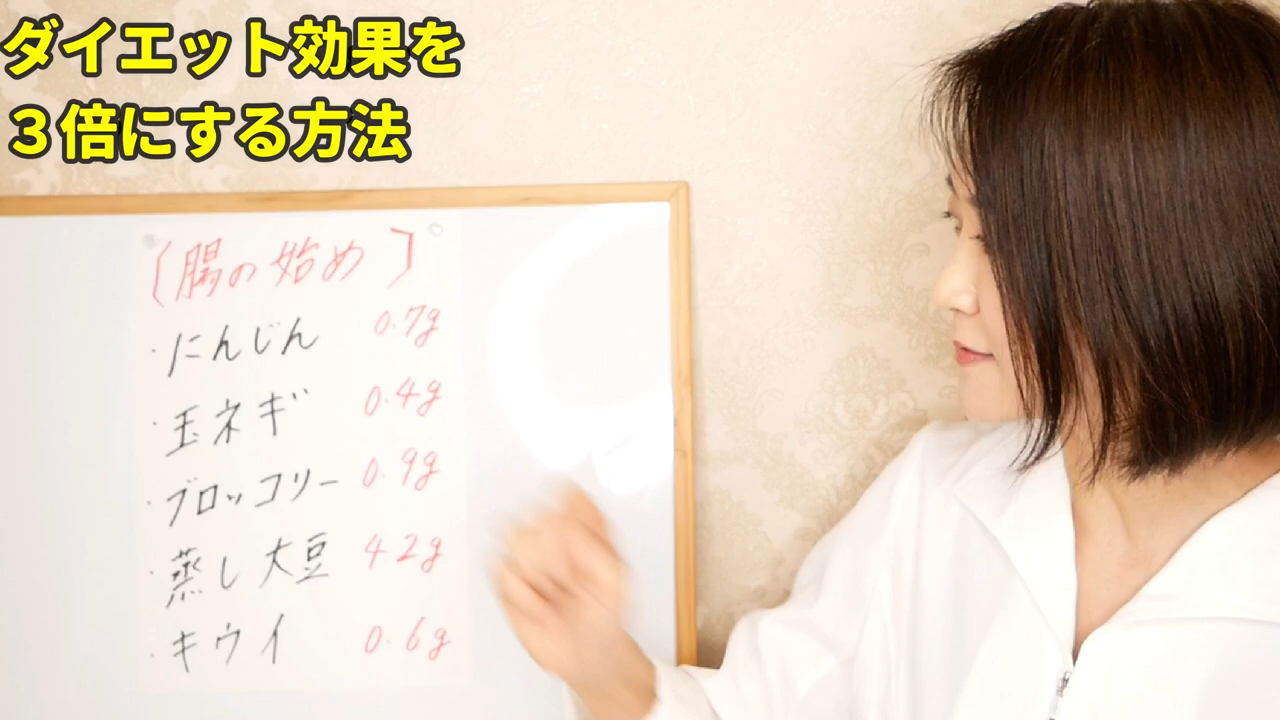 ダイエット効果を
３倍にする方法
〔腸の始め〕
・にんじん 0.7g
・玉ネギ 0.4g
・ブロッコリー 0.9g
・蒸し大豆 4.2g
・キウイ 0.6g